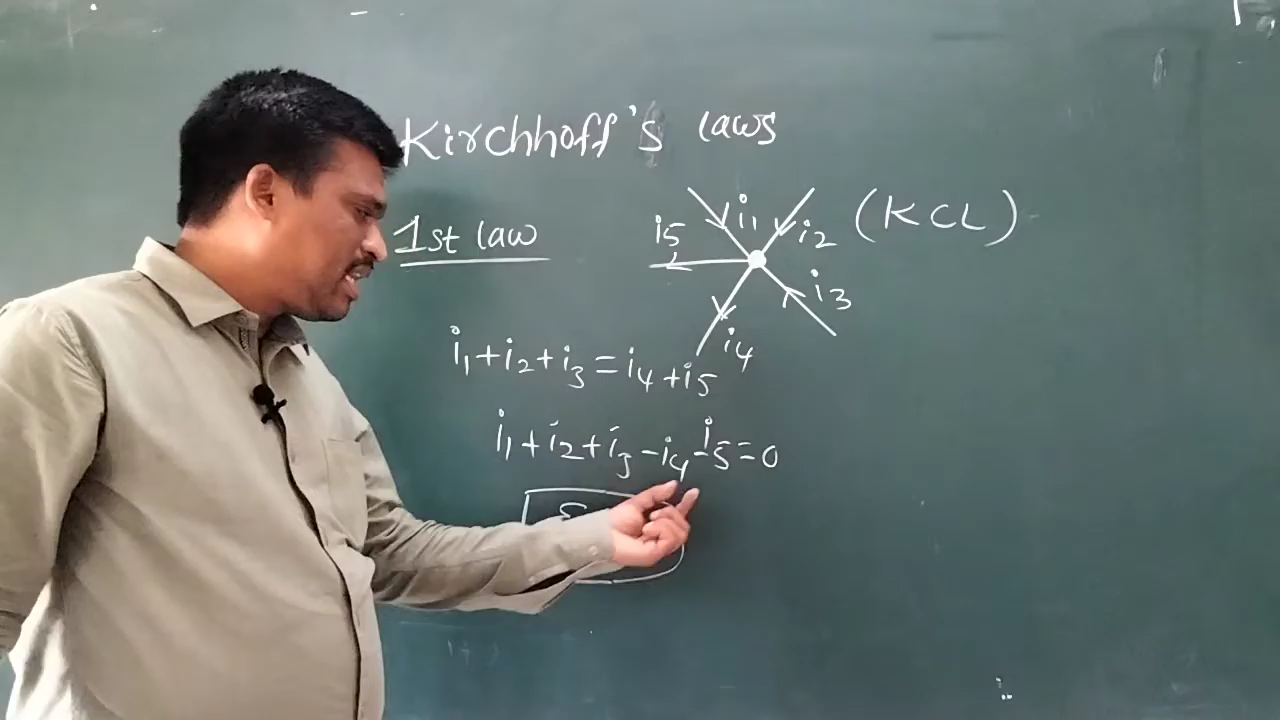 Kirchhoff's laws
1st law
(KCL)
i1
i2
i5
i3
i4
i1+i2+i3=i4+i5
i1+i2+i3-i4-i5=0
Σ